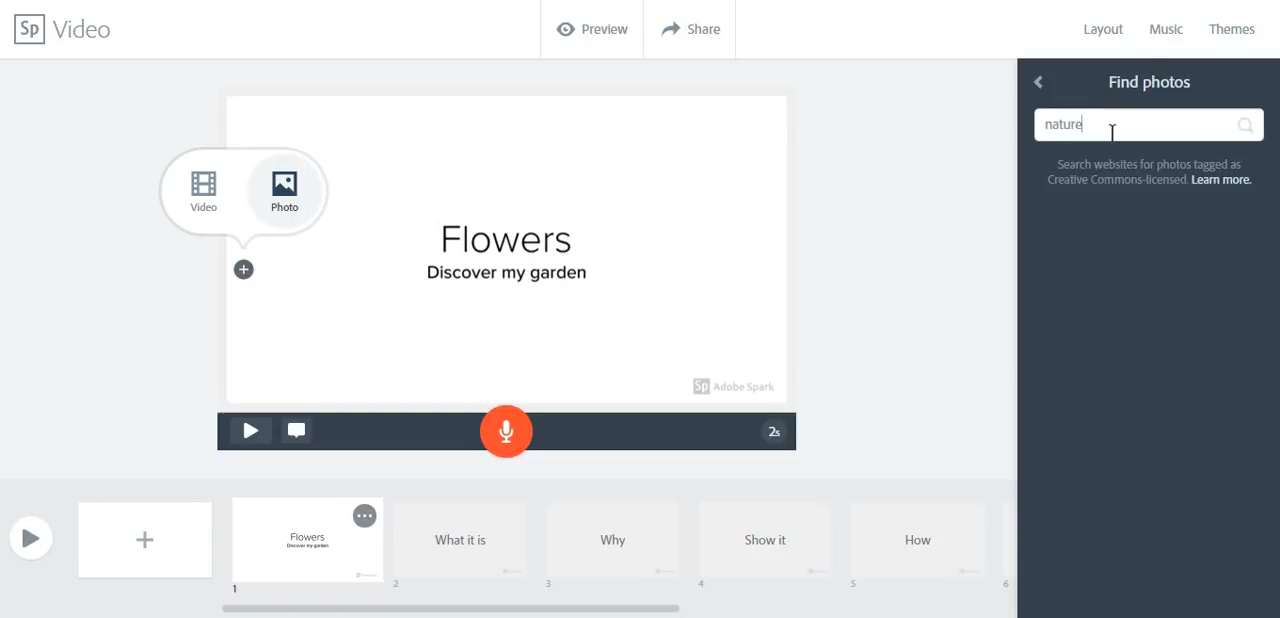 Sp Video
Preview
Share
Layout
Music
Themes
Find photos
nature
Search websites for photos tagged as
Creative Commons-licensed. Learn more.
Video
Photo
Flowers
Discover my garden
Sp Adobe Spark
2s
Flowers
Discover my garden
What it is
Why
Show it
How
1
2
3
4
5
6